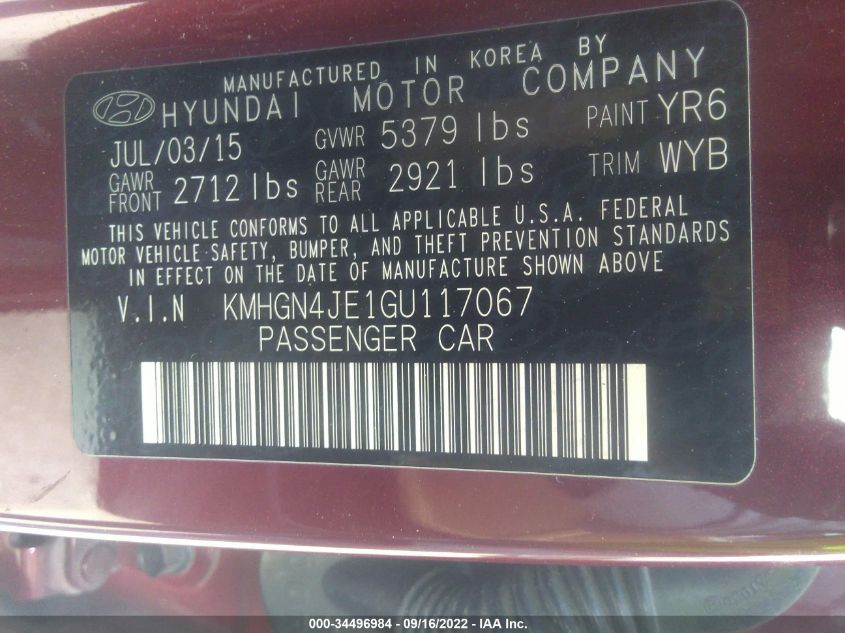 MANUFACTURED IN KOREA BY
HYUNDAI MOTOR COMPANY
JUL/03/15 GVWR 5379 lbs PAINT YR6
GAWR FRONT 2712 lbs GAWR REAR 2921 lbs TRIM WYB
THIS VEHICLE CONFORMS TO ALL APPLICABLE U.S.A. FEDERAL
MOTOR VEHICLE SAFETY, BUMPER, AND THEFT PREVENTION STANDARDS
IN EFFECT ON THE DATE OF MANUFACTURE SHOWN ABOVE
V.I.N KMHGN4JE1GU117067
PASSENGER CAR
000-34496984 - 09/16/2022 - IAA Inc.